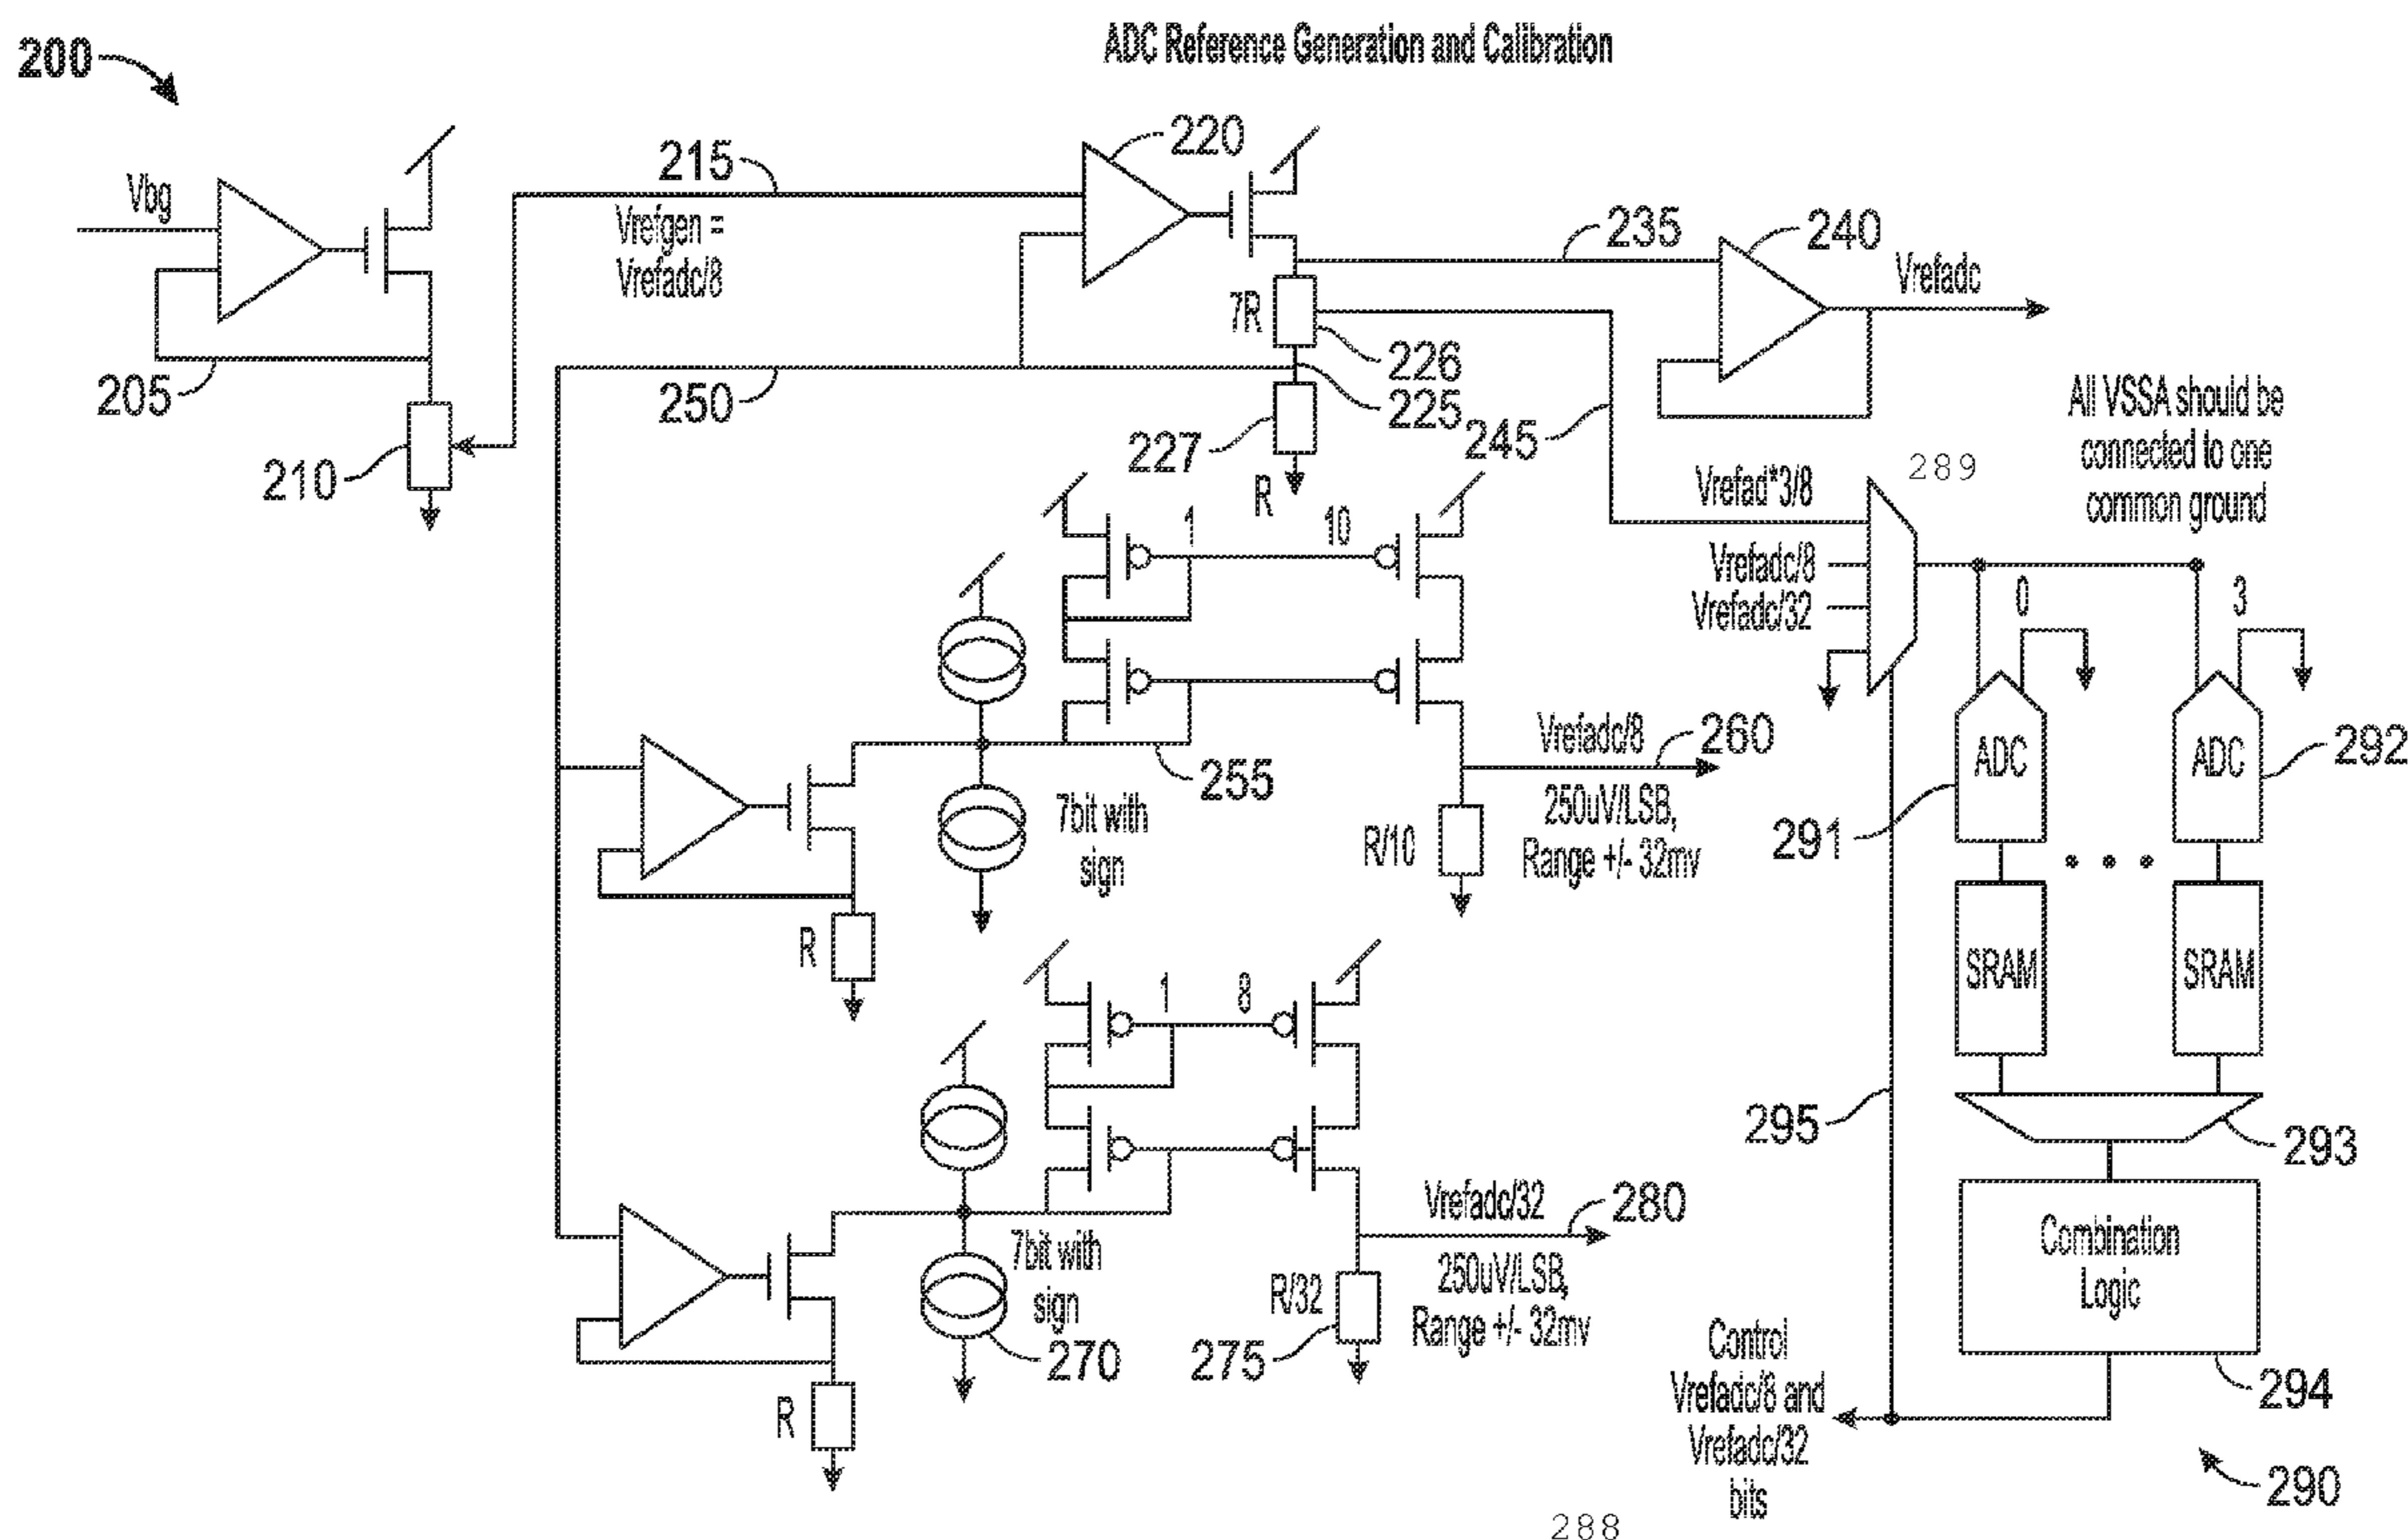 ADC Reference Generation and Calibration
200
Vbg
205
210
215
Vrefgen =
Vrefadc/8
220
235
240
Vrefadc
7R
226
225
227
R
250
245
All VSSA should be
connected to one
common ground
289
Vrefad*3/8
Vrefadc/8
Vrefadc/32
0
3
1
10
255
7bit with
sign
R
Vrefadc/8
260
250uV/LSB,
Range +/- 32mv
R/10
ADC
ADC
291
292
SRAM
SRAM
1
8
270
7bit with
sign
R
Vrefadc/32
280
250uV/LSB,
Range +/- 32mv
R/32
275
295
293
Combination
Logic
294
Control
Vrefadc/8 and
Vrefadc/32
bits
290
288